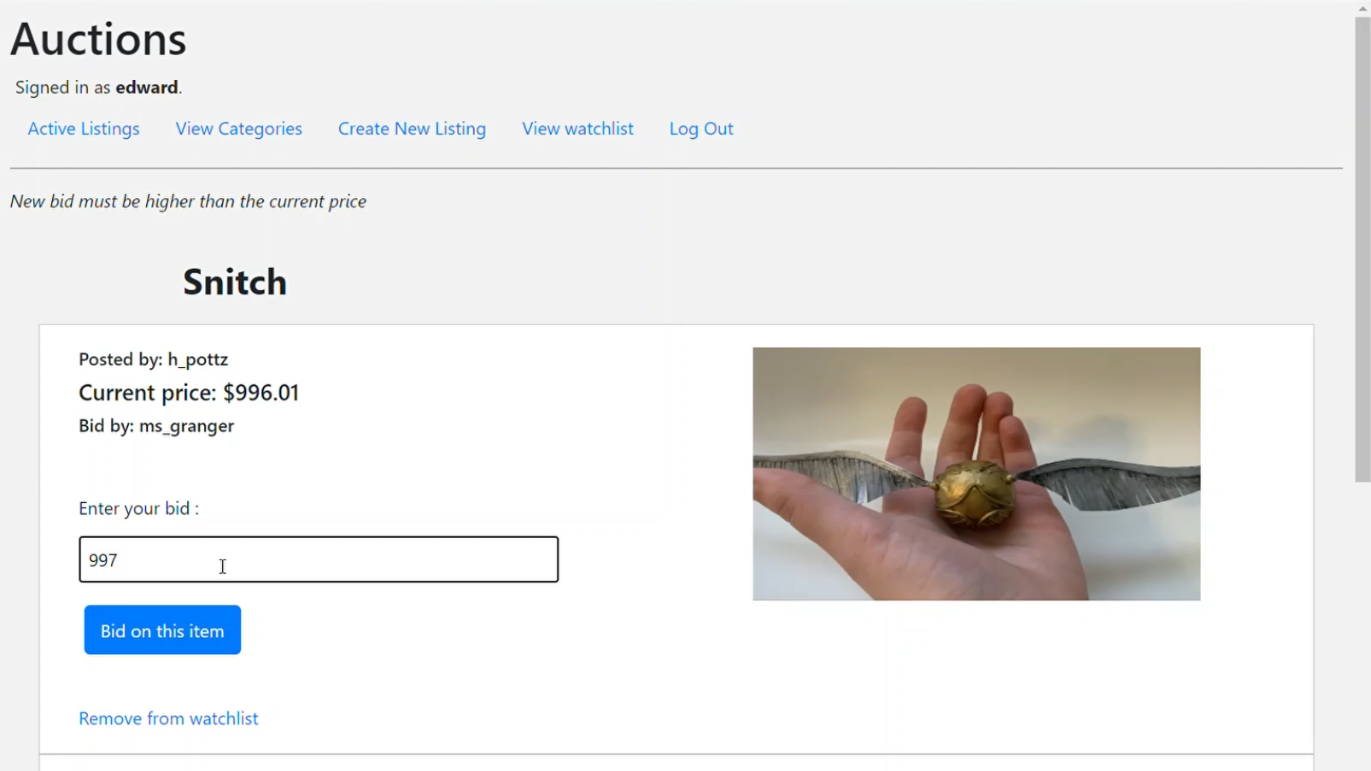 Auctions
Signed in as edward.
Active Listings View Categories Create New Listing View watchlist Log Out
New bid must be higher than the current price
Snitch
Posted by: h_pottz
Current price: $996.01
Bid by: ms_granger
Enter your bid :
997
Bid on this item
Remove from watchlist